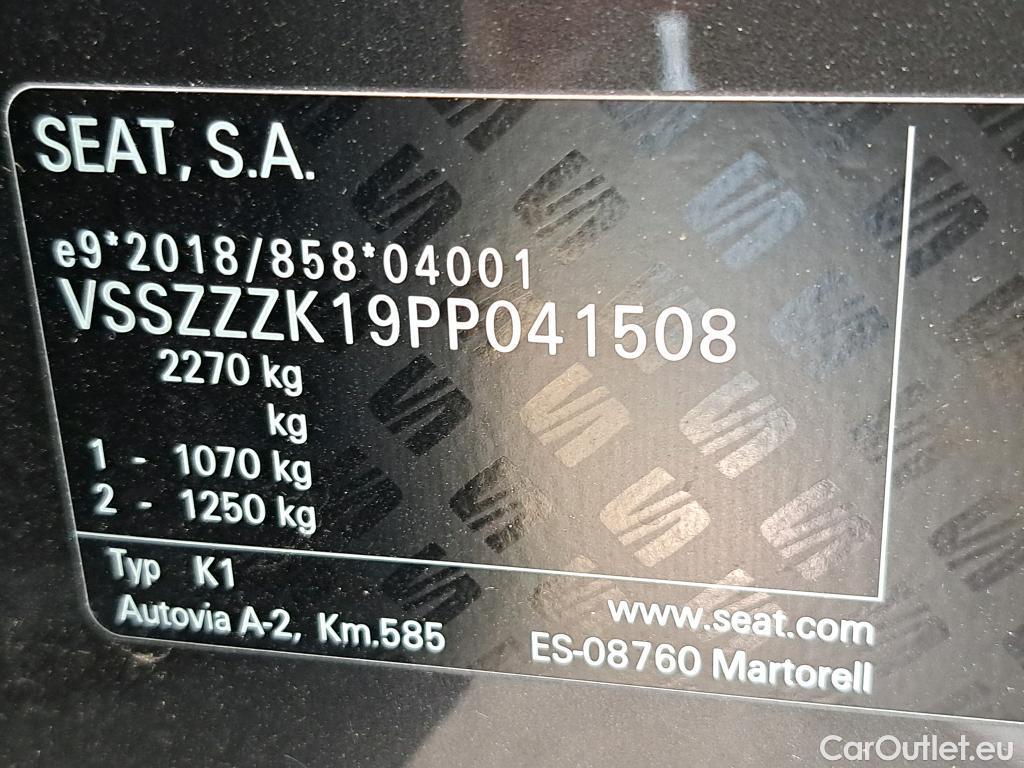 SEAT, S.A.
e9*2018/858*04001
VSSZZZK19PP041508
2270 kg
kg
1 - 1070 kg
2 - 1250 kg
Typ K1
Autovia A-2, Km.585
www.seat.com
ES-08760 Martorell
CarOutlet.eu